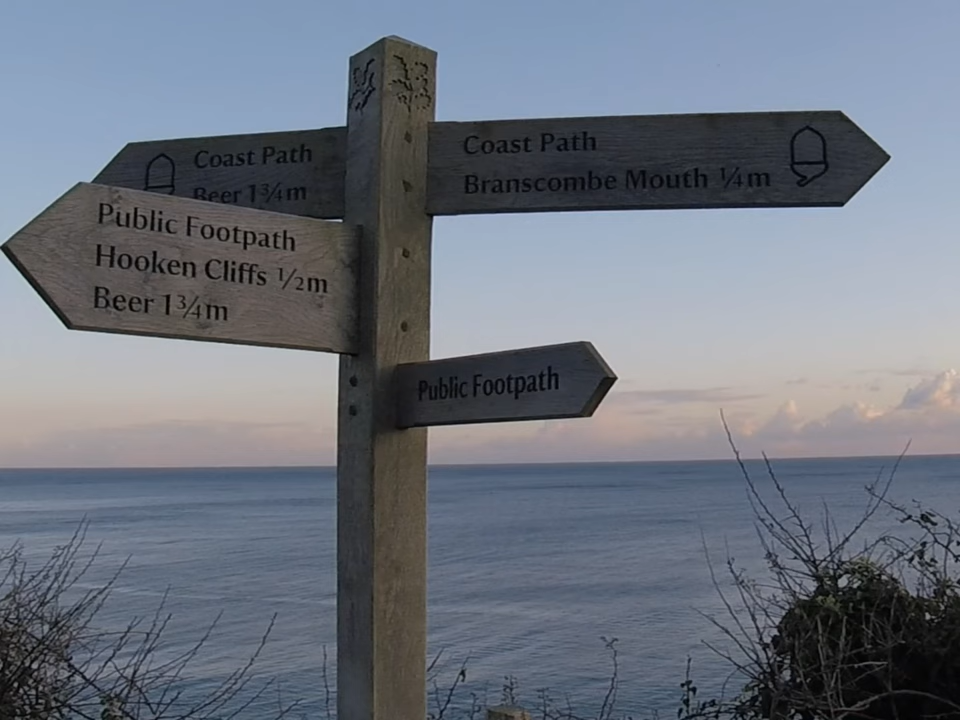 Coast Path
Beer 1¾m
Coast Path
Branscombe Mouth ¼m
Public Footpath
Hooken Cliffs ½m
Beer 1¾m
Public Footpath